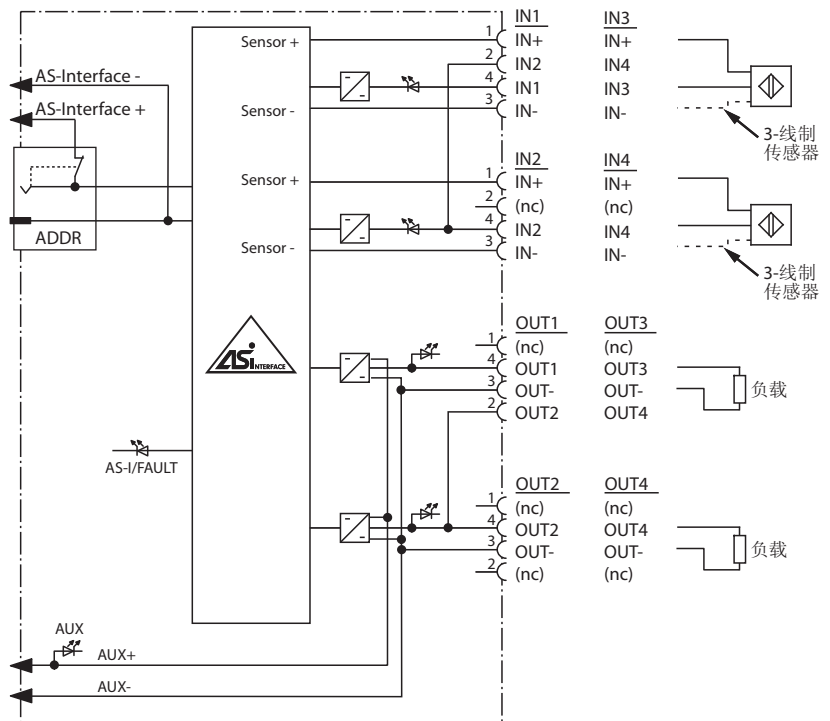 IN1 IN3
1 IN+ IN+
Sensor +
2 IN2 IN4
4 IN1 IN3
3 IN- IN-
Sensor -
AS-Interface -
AS-Interface +
ADDR
3-线制
传感器
IN2 IN4
Sensor +
1 IN+ IN+
2 (nc) (nc)
4 IN2 IN4
3 IN- IN-
Sensor -
3-线制
传感器
OUT1 OUT3
1 (nc) (nc)
4 OUT1 OUT3
3 OUT- OUT-
2 OUT2 OUT4
负载
ASi INTERFACE
AS-I/FAULT
OUT2 OUT4
1 (nc) (nc)
4 OUT2 OUT4
3 OUT- OUT-
2 (nc) (nc)
负载
AUX
AUX+
AUX-